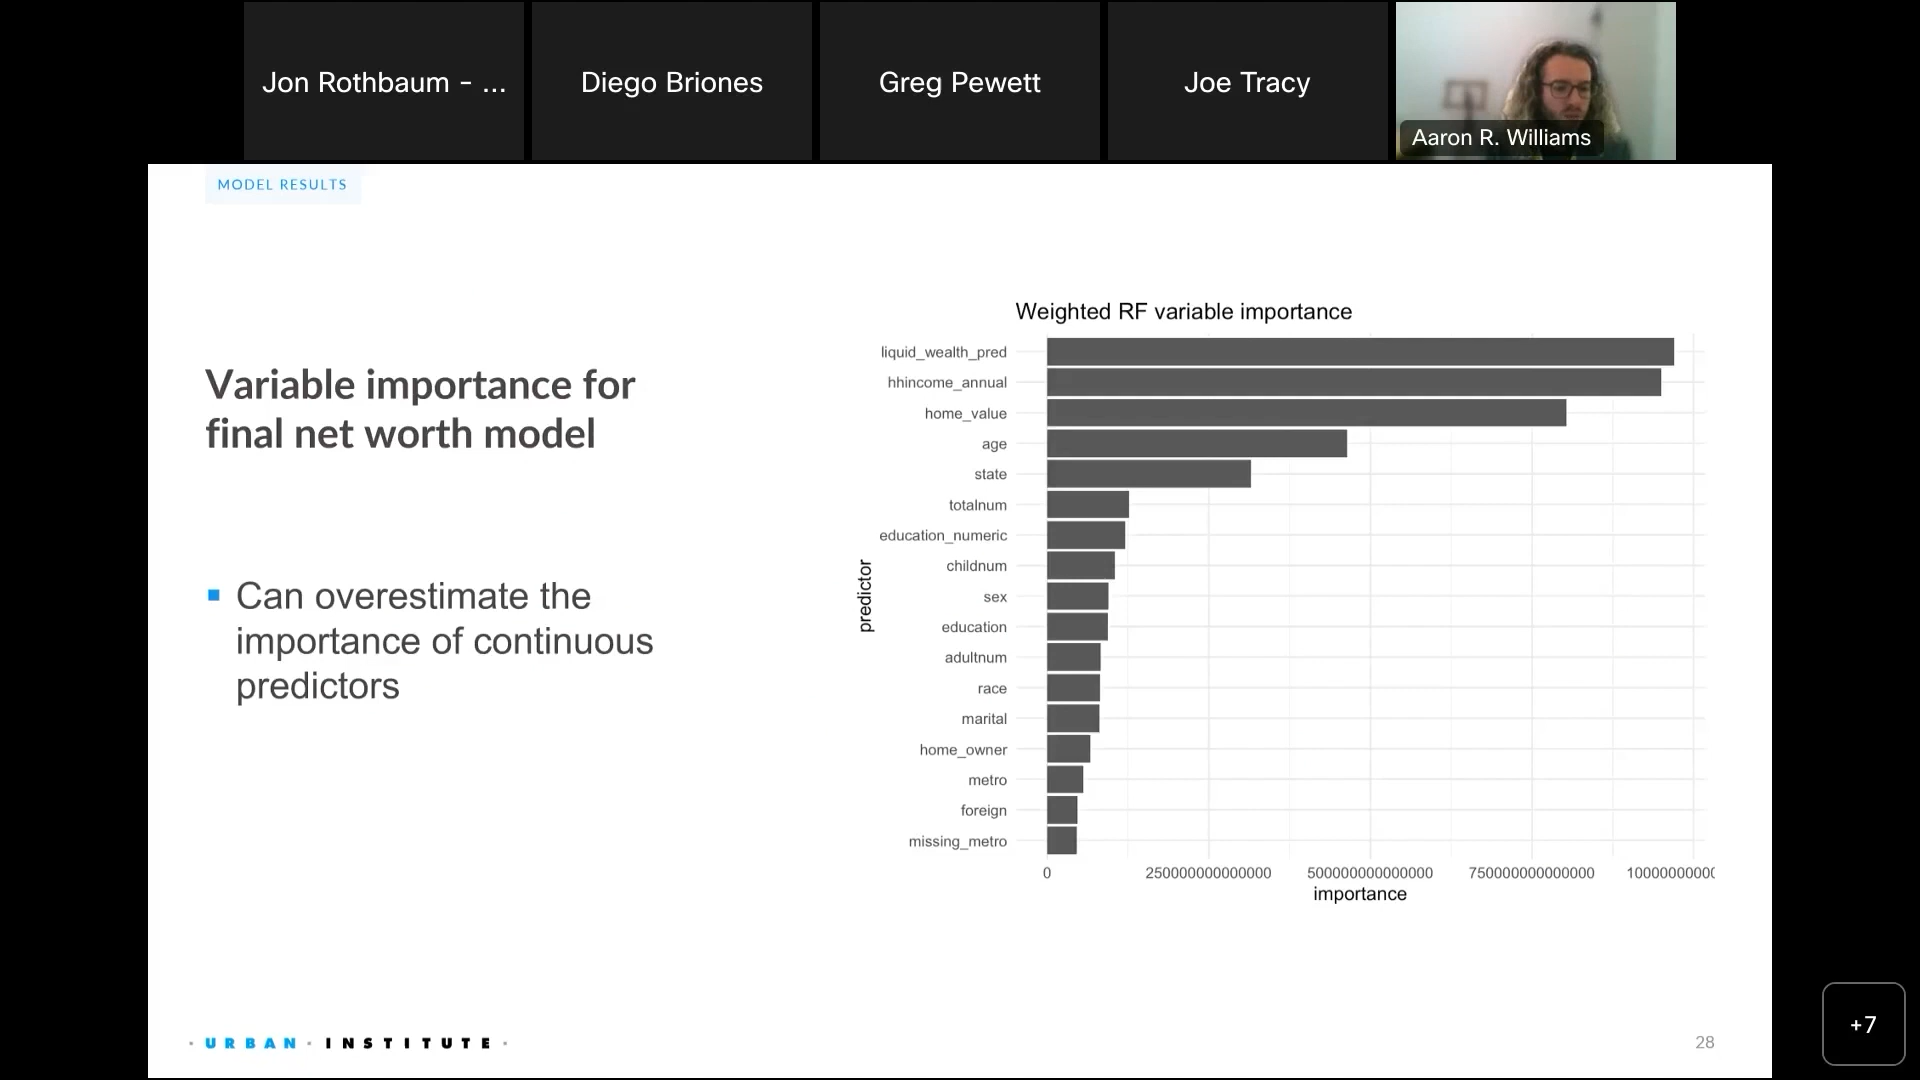 Jon Rothbaum - ...
Diego Briones
Greg Pewett
Joe Tracy
Aaron R. Williams
MODEL RESULTS
Variable importance for
final net worth model
Can overestimate the
importance of continuous
predictors
Weighted RF variable importance
predictor
liquid_wealth_pred
hhincome_annual
home_value
age
state
totalnum
education_numeric
childnum
sex
education
adultnum
race
marital
home_owner
metro
foreign
missing_metro
0 250000000000000 500000000000000 750000000000000
importance
URBAN · INSTITUTE
28
+7